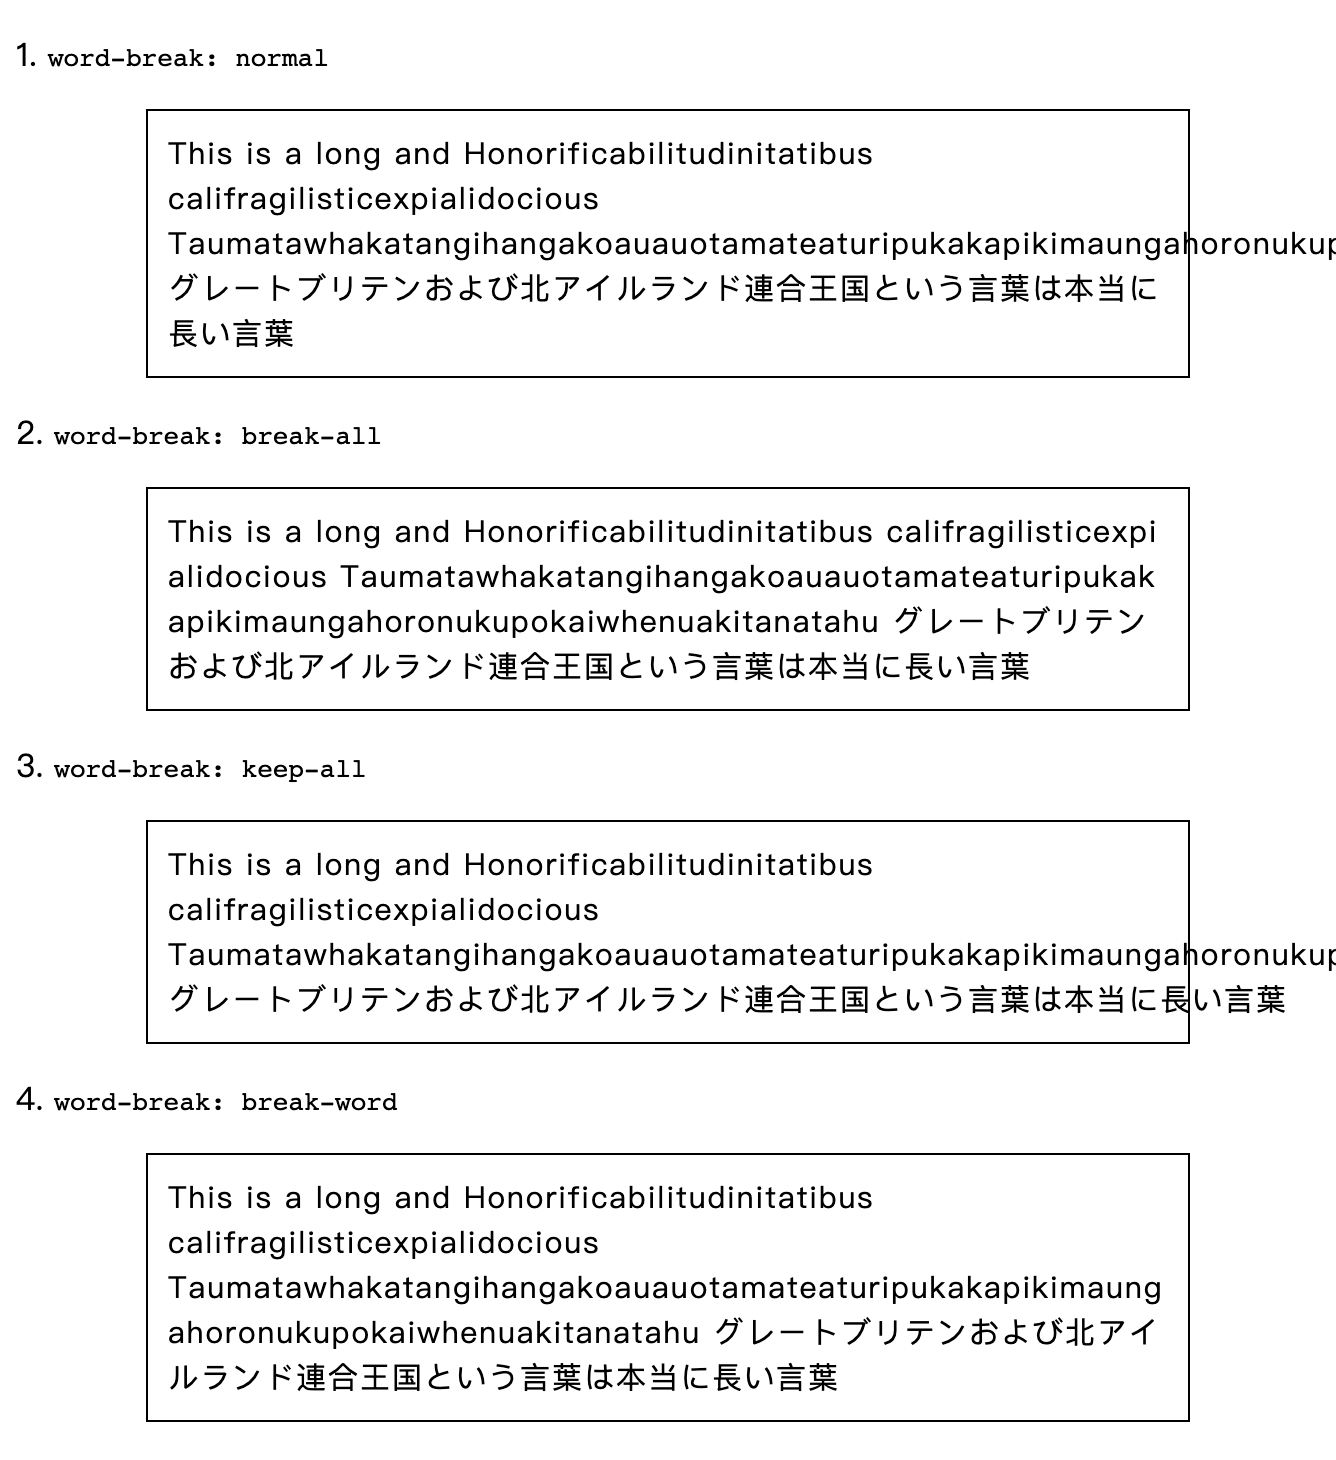 1. word-break: normal
This is a long and Honorificabilitudinitatibus
califragilisticexpialidocious
Taumatawhakatangihangakoauauotamateaturipukakapikimaungahoronukup
グレートブリテンおよび北アイルランド連合王国という言葉は本当に
長い言葉
2. word-break: break-all
This is a long and Honorificabilitudinitatibus califragilisticexpi
alidocious Taumatawhakatangihangakoauauotamateaturipukak
apikimaungahoronukupokaiwhenuakitanatahu グレートブリテン
および北アイルランド連合王国という言葉は本当に長い言葉
3. word-break: keep-all
This is a long and Honorificabilitudinitatibus
califragilisticexpialidocious
Taumatawhakatangihangakoauauotamateaturipukakapikimaungahoronukup
グレートブリテンおよび北アイルランド連合王国という言葉は本当に長い言葉
4. word-break: break-word
This is a long and Honorificabilitudinitatibus
califragilisticexpialidocious
Taumatawhakatangihangakoauauotamateaturipukakapikimaung
ahoronukupokaiwhenuakitanatahu グレートブリテンおよび北アイ
ルランド連合王国という言葉は本当に長い言葉